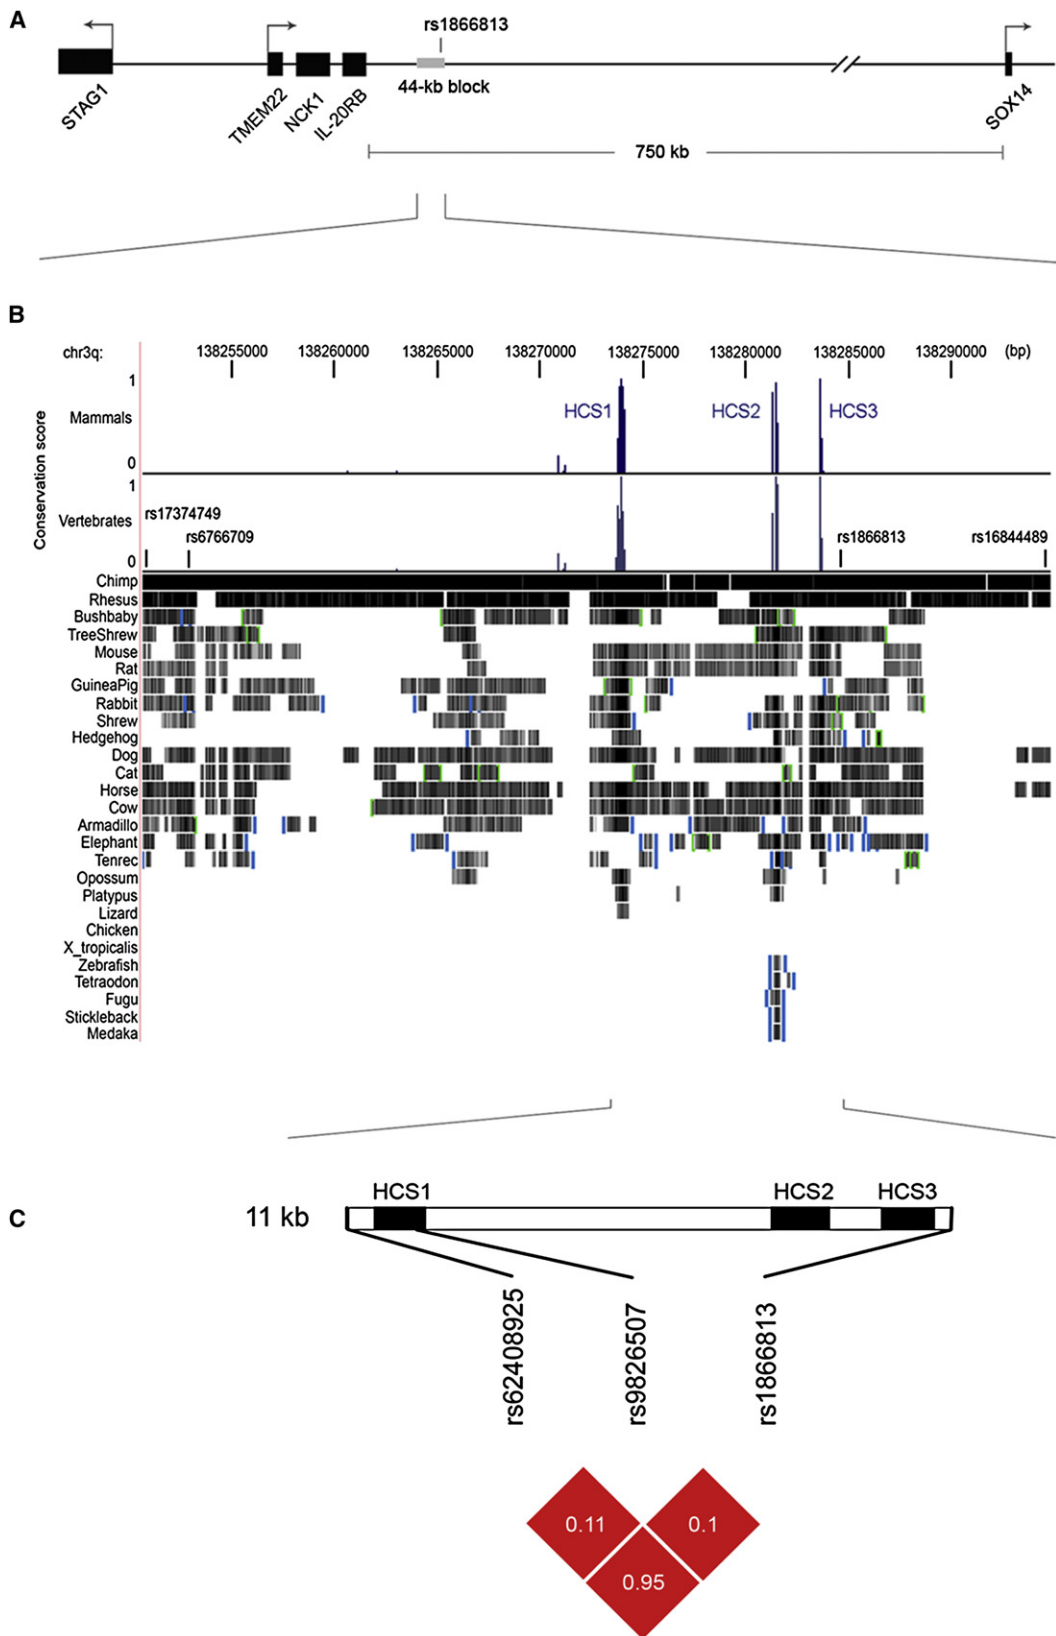 A
rs1866813
44-kb block
STAG1
TMEM22
NCK1
IL-20RB
SOX14
750 kb
B
chr3q:
138255000
138260000
138265000
138270000
138275000
138280000
138285000
138290000
(bp)
Conservation score
1
Mammals
0
HCS1
HCS2
HCS3
1
Vertebrates
0
rs17374749
rs6766709
rs1866813
rs16844489
Chimp
Rhesus
Bushbaby
TreeShrew
Mouse
Rat
GuineaPig
Rabbit
Shrew
Hedgehog
Dog
Cat
Horse
Cow
Armadillo
Elephant
Tenrec
Opossum
Platypus
Lizard
Chicken
X_tropicalis
Zebrafish
Tetraodon
Fugu
Stickleback
Medaka
C
11 kb
HCS1
HCS2
HCS3
rs62408925
rs9826507
rs1866813
0.11
0.1
0.95